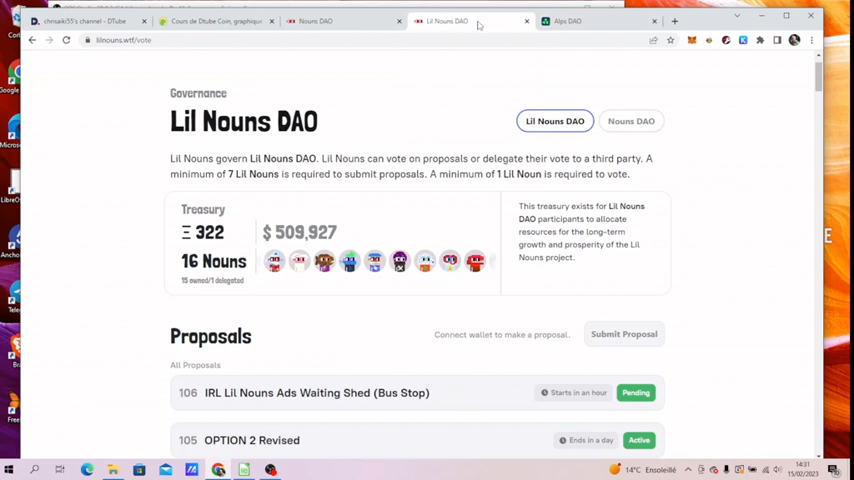 chrisaiki55's channel - DTube
Cours de Dtube Coin, graphique
Nouns DAO
Lil Nouns DAO
Alps DAO
lilnouns.wtf/vote
Governance
Lil Nouns DAO
Lil Nouns DAO
Nouns DAO
Lil Nouns govern Lil Nouns DAO. Lil Nouns can vote on proposals or delegate their vote to a third party. A
minimum of 7 Lil Nouns is required to submit proposals. A minimum of 1 Lil Noun is required to vote.
Treasury
Ξ 322
$ 509,927
16 Nouns
15 owned/1 delegated
This treasury exists for Lil Nouns
DAO participants to allocate
resources for the long-term
growth and prosperity of the Lil
Nouns project.
Proposals
Connect wallet to make a proposal.
Submit Proposal
All Proposals
106 IRL Lil Nouns Ads Waiting Shed (Bus Stop)
Starts in an hour
Pending
105 OPTION 2 Revised
Ends in a day
Active
Google
LibreO
14°C Ensoleillé
14:31
15/02/2023